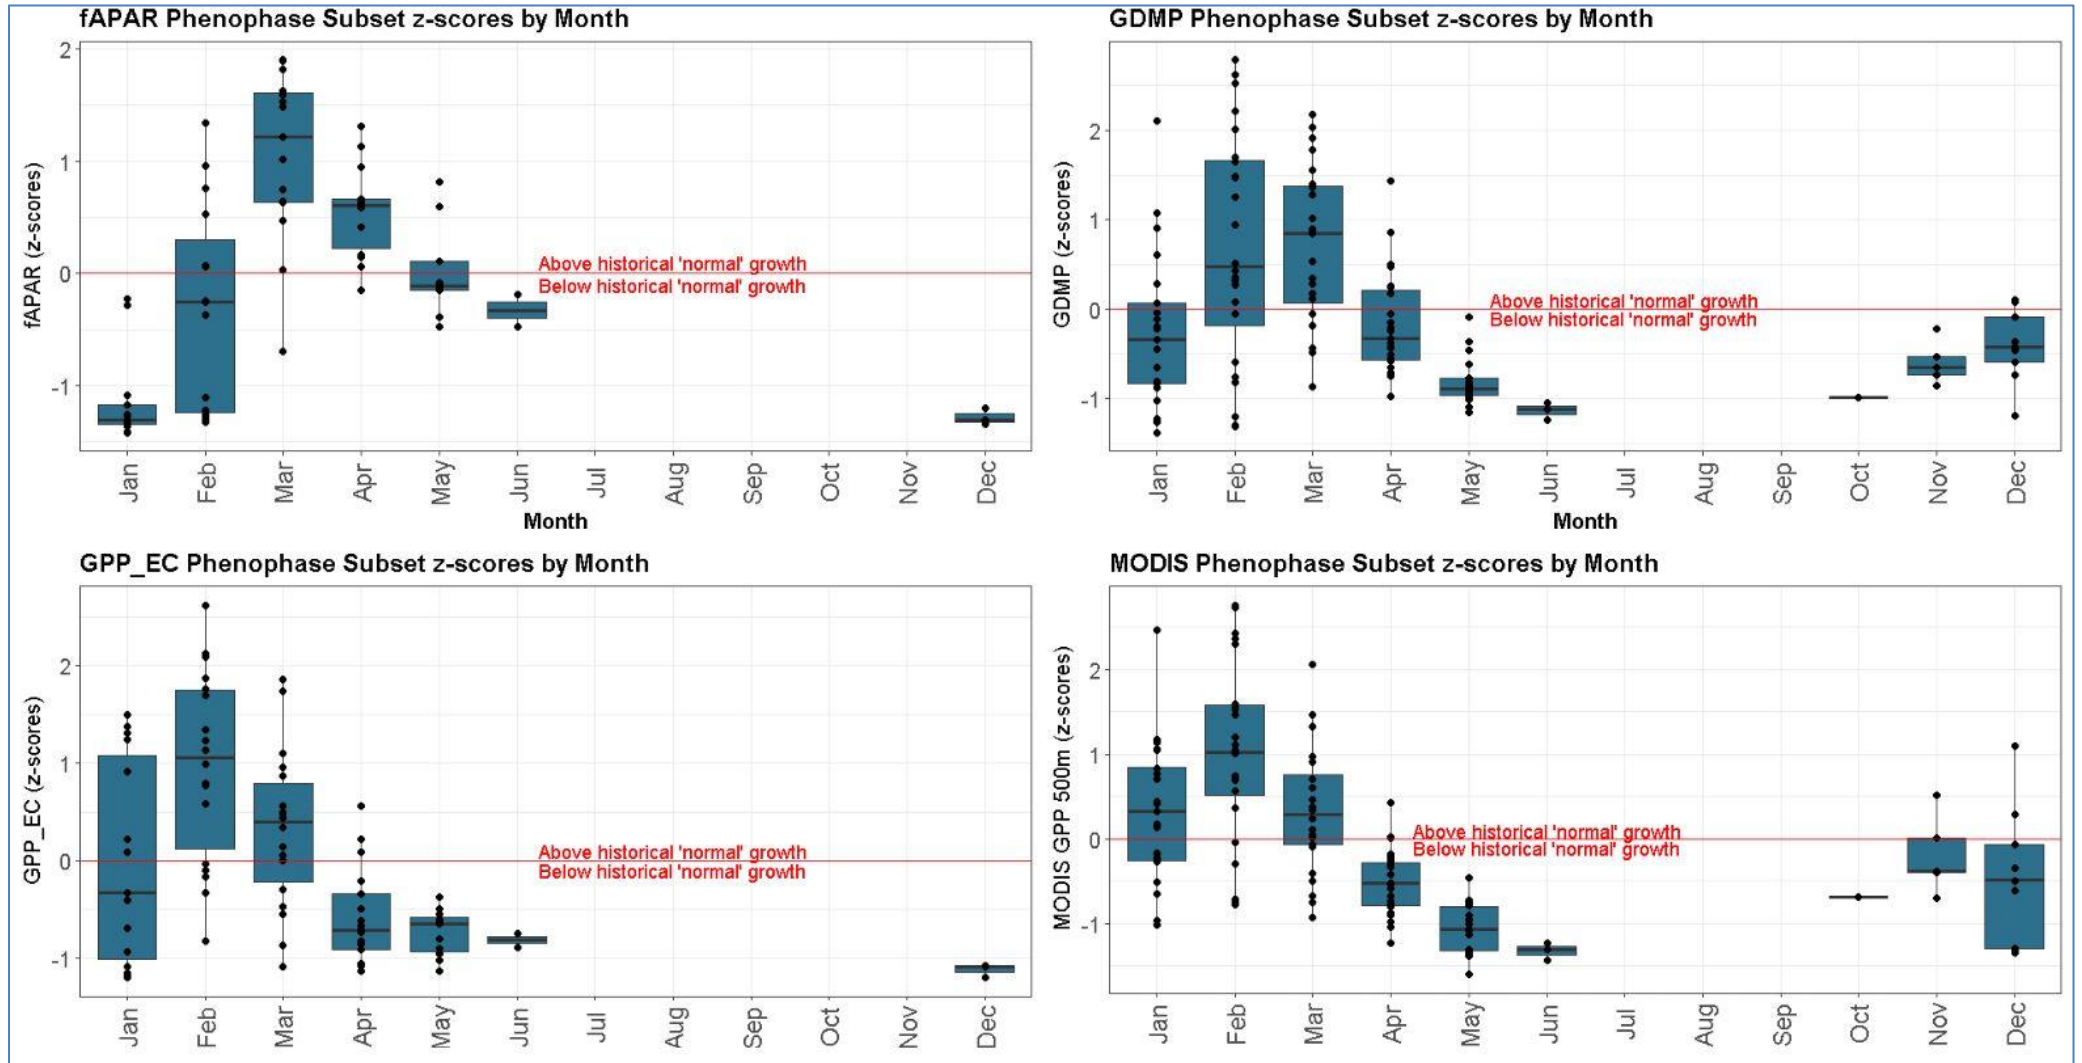 fAPAR Phenophase Subset z-scores by Month
fAPAR (z-scores)
2
1
0
-1
Above historical 'normal' growth
Below historical 'normal' growth
Jan
Feb
Mar
Apr
May
Jun
Jul
Aug
Sep
Oct
Nov
Dec
Month
GDMP Phenophase Subset z-scores by Month
GDMP (z-scores)
2
1
0
-1
Above historical 'normal' growth
Below historical 'normal' growth
Jan
Feb
Mar
Apr
May
Jun
Jul
Aug
Sep
Oct
Nov
Dec
Month
GPP_EC Phenophase Subset z-scores by Month
GPP_EC (z-scores)
2
1
0
-1
Above historical 'normal' growth
Below historical 'normal' growth
Jan
Feb
Mar
Apr
May
Jun
Jul
Aug
Sep
Oct
Nov
Dec
MODIS Phenophase Subset z-scores by Month
MODIS GPP 500m (z-scores)
2
1
0
-1
Above historical 'normal' growth
Below historical 'normal' growth
Jan
Feb
Mar
Apr
May
Jun
Jul
Aug
Sep
Oct
Nov
Dec